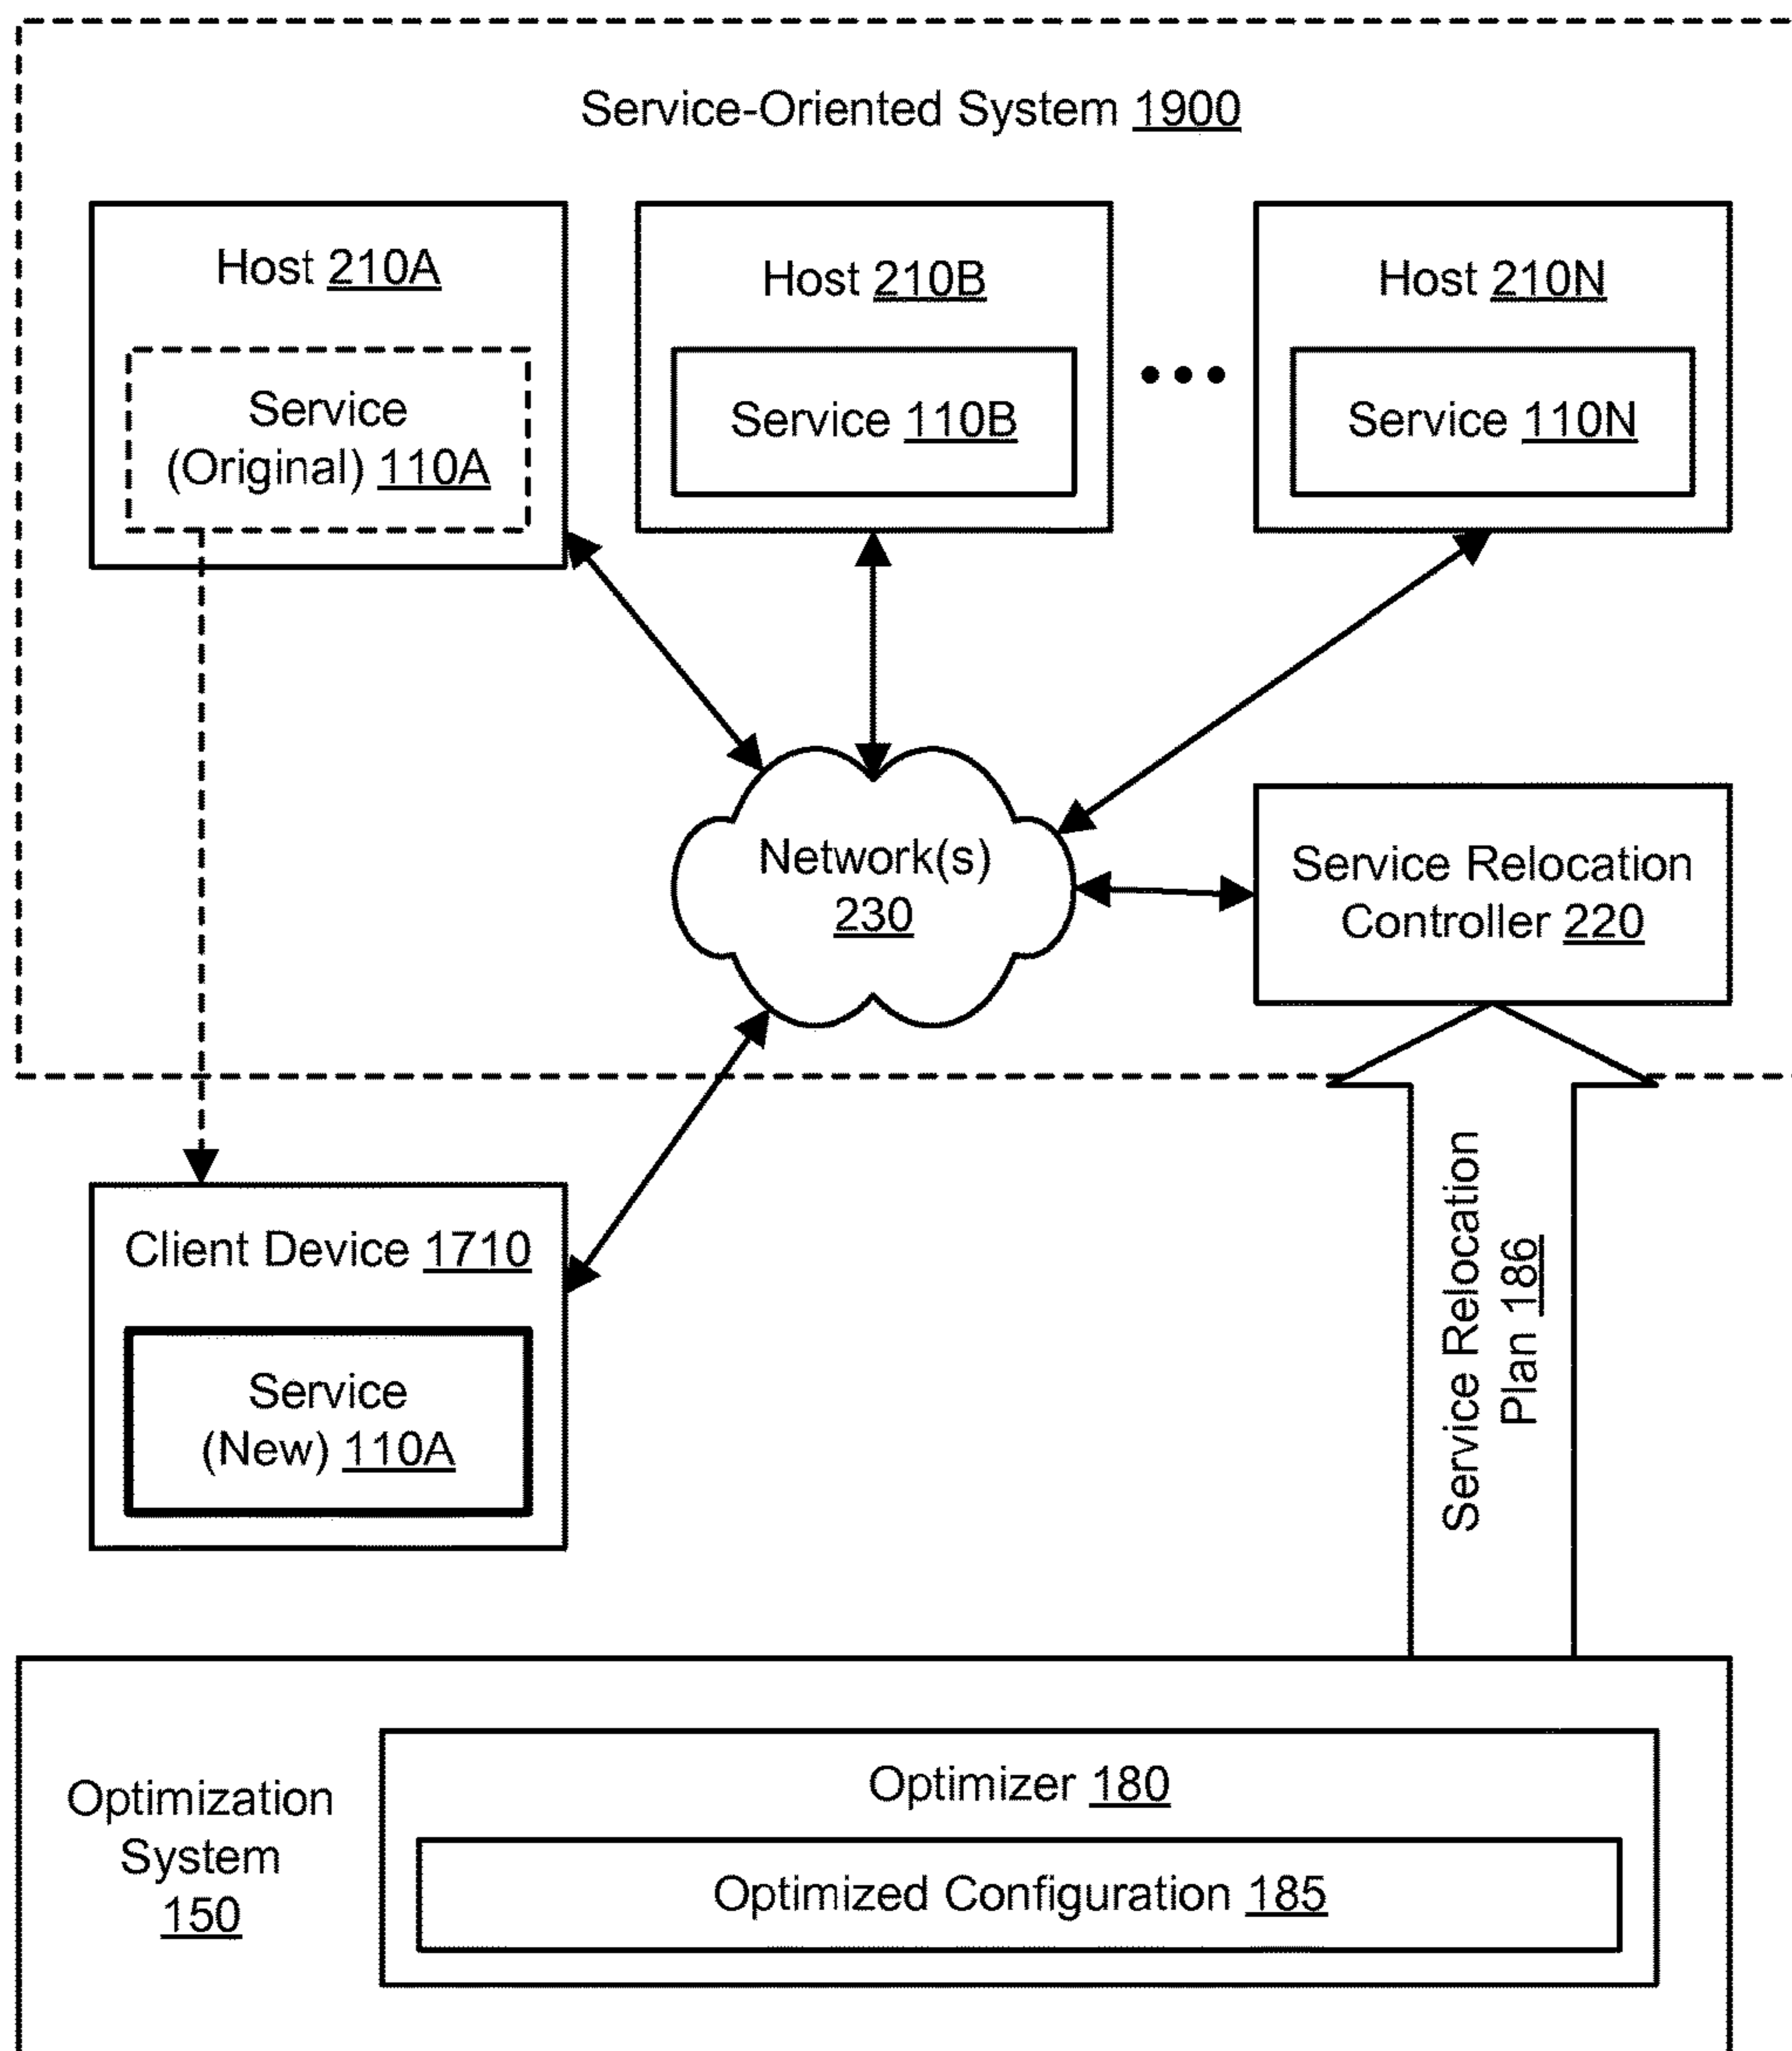 Service-Oriented System 1900
Host 210A
Service
(Original) 110A
Host 210B
Service 110B
Host 210N
Service 110N
Network(s)
230
Service Relocation
Controller 220
Client Device 1710
Service
(New) 110A
Service Relocation
Plan 186
Optimization
System
150
Optimizer 180
Optimized Configuration 185